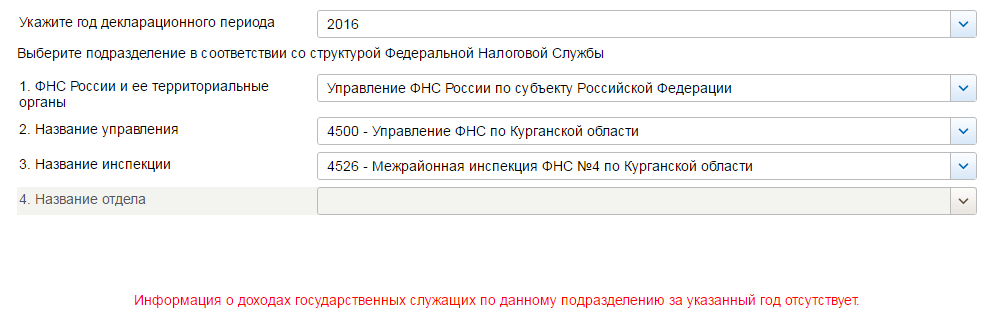 Укажите год декларационного периода 2016
Выберите подразделение в соответствии со структурой Федеральной Налоговой Службы
1. ФНС России и ее территориальные органы Управление ФНС России по субъекту Российской Федерации
2. Название управления 4500 - Управление ФНС по Курганской области
3. Название инспекции 4526 - Межрайонная инспекция ФНС №4 по Курганской области
4. Название отдела
Информация о доходах государственных служащих по данному подразделению за указанный год отсутствует.